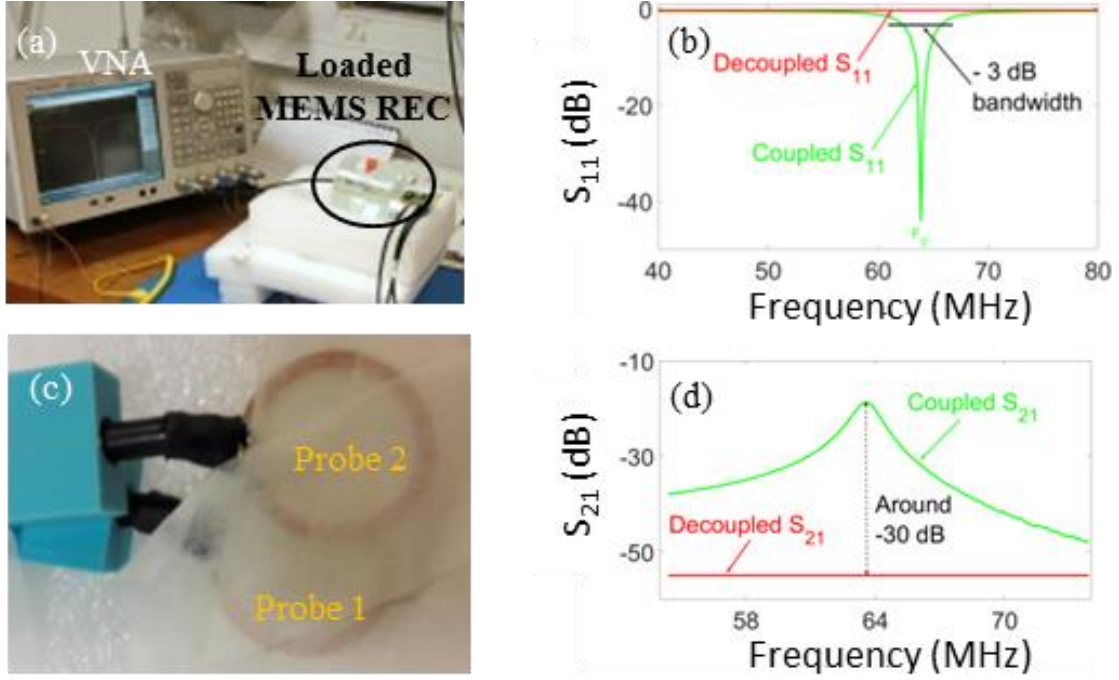 (a)
VNA
Loaded
MEMS REC
(b)
0
-20
-40
S11 (dB)
Decoupled S11
Coupled S11
- 3 dB
bandwidth
40
50
60
70
80
Frequency (MHz)
(c)
Probe 2
Probe 1
(d)
-10
-30
-50
S21 (dB)
Coupled S21
Around
-30 dB
Decoupled S21
58
64
70
Frequency (MHz)